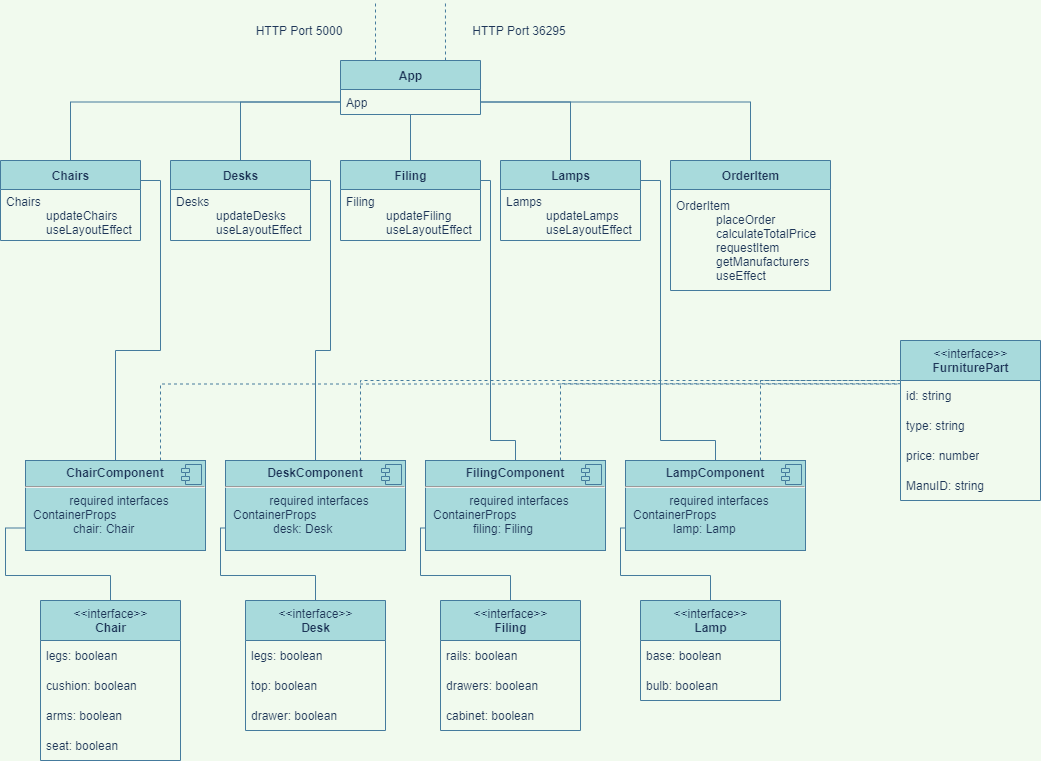 HTTP Port 5000
HTTP Port 36295
App
App
Chairs
Chairs
updateChairs
useLayoutEffect
Desks
Desks
updateDesks
useLayoutEffect
Filing
Filing
updateFiling
useLayoutEffect
Lamps
Lamps
updateLamps
useLayoutEffect
OrderItem
OrderItem
placeOrder
calculateTotalPrice
requestItem
getManufacturers
useEffect
<<interface>>
FurniturePart
id: string
type: string
price: number
ManuID: string
ChairComponent
required interfaces
ContainerProps
chair: Chair
DeskComponent
required interfaces
ContainerProps
desk: Desk
FilingComponent
required interfaces
ContainerProps
filing: Filing
LampComponent
required interfaces
ContainerProps
lamp: Lamp
<<interface>>
Chair
legs: boolean
cushion: boolean
arms: boolean
seat: boolean
<<interface>>
Desk
legs: boolean
top: boolean
drawer: boolean
<<interface>>
Filing
rails: boolean
drawers: boolean
cabinet: boolean
<<interface>>
Lamp
base: boolean
bulb: boolean